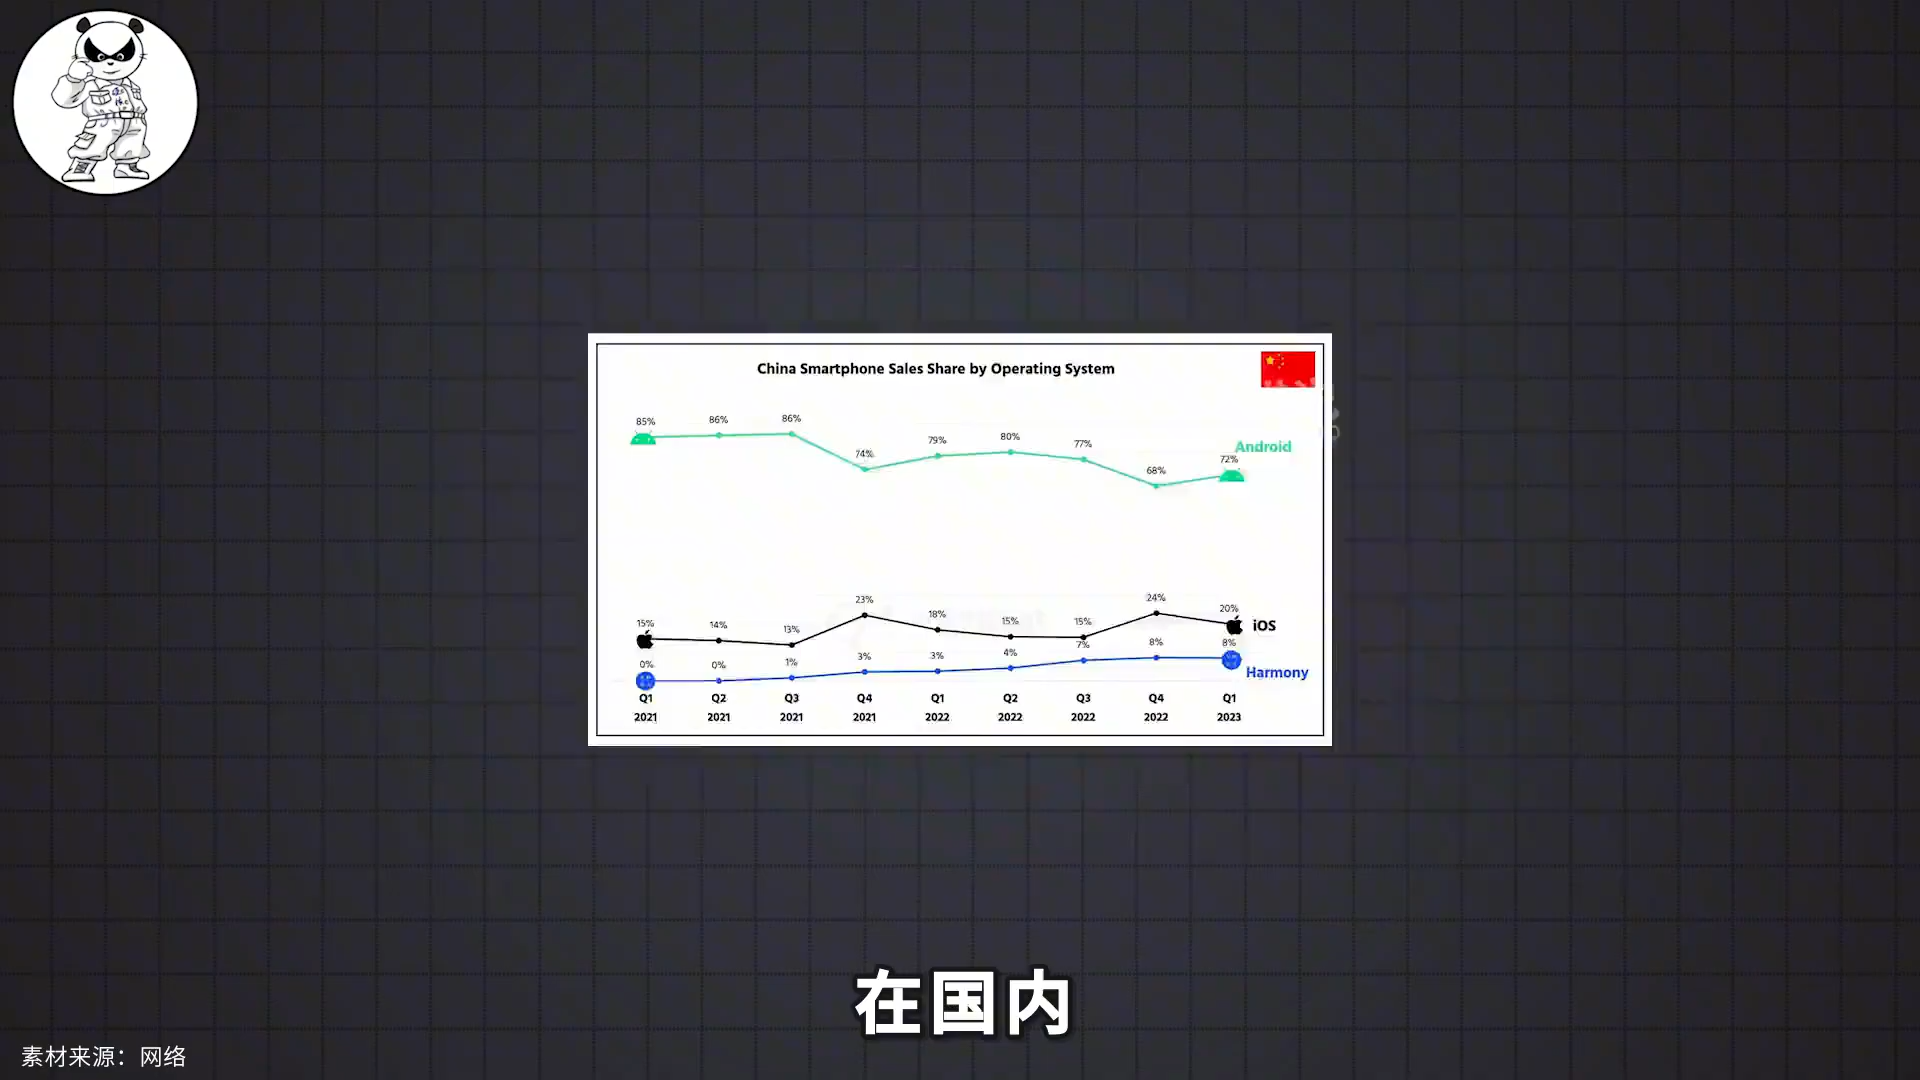 China Smartphone Sales Share by Operating System
85% 86% 86% 74% 79% 80% 77% 68% 72%
Android
15% 14% 13% 23% 18% 15% 15% 24% 20%
iOS
0% 0% 1% 3% 3% 4% 7% 8% 8%
Harmony
Q1 Q2 Q3 Q4 Q1 Q2 Q3 Q4 Q1
2021 2021 2021 2021 2022 2022 2022 2022 2023
在国内
素材来源：网络